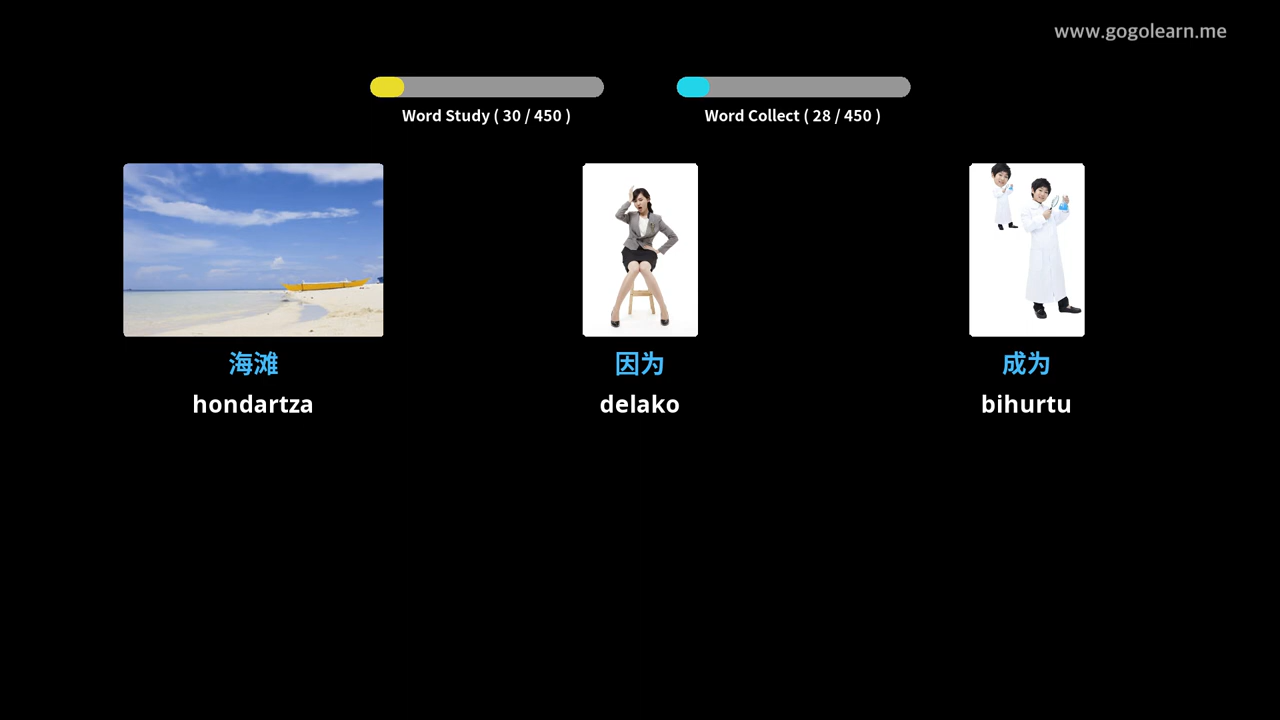 www.gogolearn.me
Word Study ( 30 / 450 )
Word Collect ( 28 / 450 )
海滩
因为
成为
hondartza
delako
bihurtu